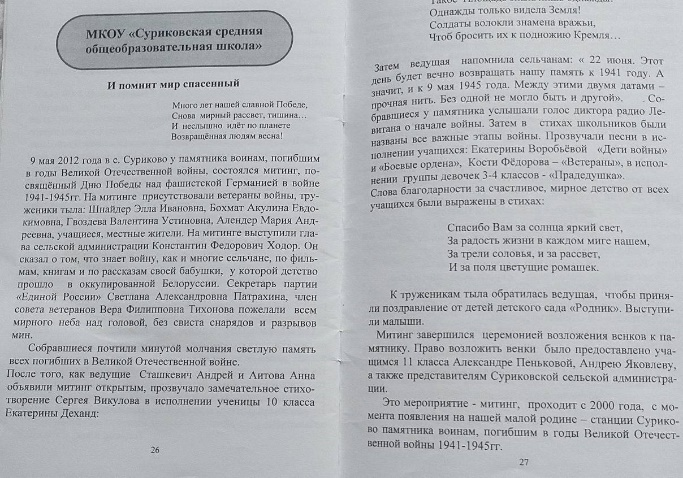 МКОУ «Суриковская средняя
общеобразовательная школа»
И помнит мир спасенный
Много лет нашей славной Победе,
Снова мирный рассвет, тишина…
И неслышно идёт по планете
Возвращённая людям весна!
9 мая 2012 года в с. Суриково у памятника воинам, погибшим
в годы Великой Отечественной войны, состоялся митинг, по-
свящённый Дню Победы над фашистской Германией в войне
1941-1945гг. На митинге присутствовали ветераны войны, тру-
женики тыла: Шнайдер Элла Ивановна, Бохмат Акулина Евдо-
кимовна, Гвоздева Валентина Устиновна, Алендер Мария Анд-
реевна, учащиеся, местные жители. На митинге выступили гла-
ва сельской администрации Константин Федорович Ходор. Он
сказал о том, что знает войну, как и многие сельчане, по филь-
мам, книгам и по рассказам своей бабушки, у которой детство
прошло в оккупированной Белоруссии. Секретарь партии
«Единой России» Светлана Александровна Патрахина, член
совета ветеранов Вера Филипповна Тихонова пожелали всем
мирного неба над головой, без свиста снарядов и разрывов
мин.
Собравшиеся почтили минутой молчания светлую память
всех погибших в Великой Отечественной войне.
После того, как ведущие Сташкевич Андрей и Аитова Анна
объявили митинг открытым, прозвучало замечательное стихо-
творение Сергея Викулова в исполнении ученицы 10 класса
Екатерины Деханд:
26
Однажды только видела Земля!
Солдаты волокли знамена вражьи,
Чтоб бросить их к подножию Кремля…
Затем ведущая напомнила сельчанам: « 22 июня. Этот
день будет вечно возвращать нашу память к 1941 году. А
значит, и к 9 мая 1945 года. Между этими двумя датами –
прочная нить. Без одной не могло быть и другой». . Со-
бравшиеся у памятника услышали голос диктора радио Ле-
витана о начале войны. Затем в стихах школьников были
названы все важные этапы войны. Прозвучали песни в ис-
полнении учащихся: Екатерины Воробьёвой «Дети войны»
и «Боевые ордена», Кости Фёдорова – «Ветераны», в испол-
нении группы девочек 3-4 классов - «Прадедушка».
Слова благодарности за счастливое, мирное детство от всех
учащихся были выражены в стихах:
Спасибо Вам за солнца яркий свет,
За радость жизни в каждом миге нашем,
За трели соловья, и за рассвет,
И за поля цветущие ромашек.
К труженикам тыла обратилась ведущая, чтобы приня-
ли поздравление от детей детского сада «Родник». Выступи-
ли малыши.
Митинг завершился церемонией возложения венков к па-
мятнику. Право возложить венки было предоставлено уча-
щимся 11 класса Александре Пеньковой, Андрею Яковлеву,
а также представителям Суриковской сельской администра-
ции.
Это мероприятие - митинг, проходит с 2000 года, с мо-
мента появления на нашей малой родине – станции Сурико-
во памятника воинам, погибшим в годы Великой Отечест-
венной войны 1941-1945гг.
27